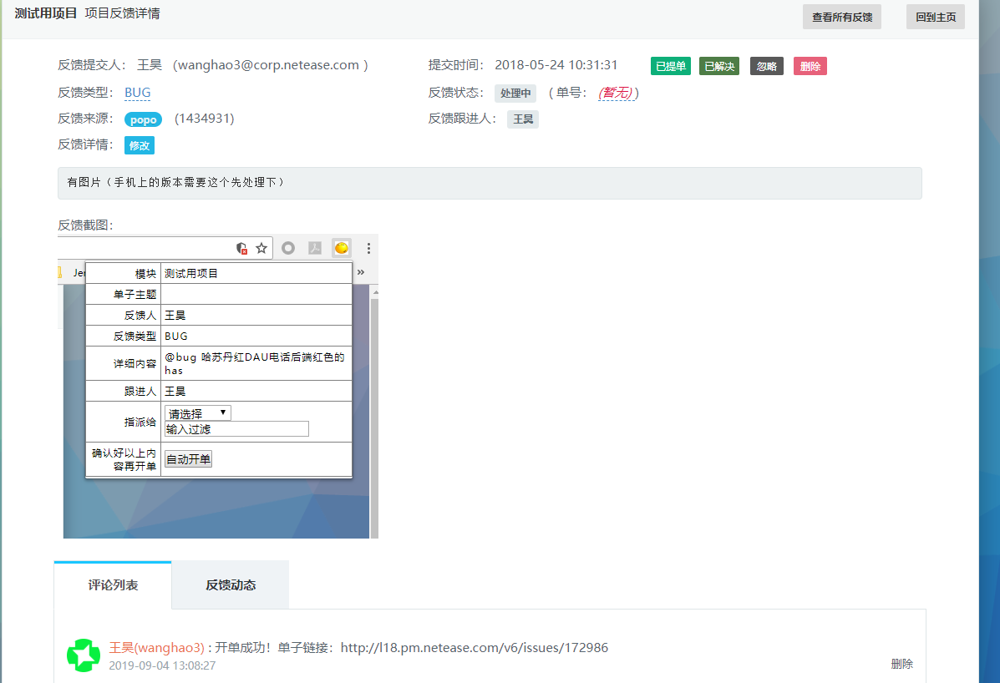 测试用项目 项目反馈详情 查看所有反馈 回到主页
反馈提交人: 王昊 (wanghao3@corp.netease.com ) 提交时间: 2018-05-24 10:31:31 已提单 已解决 忽略 删除
反馈类型: BUG 反馈状态: 处理中 ( 单号: (暂无) )
反馈来源: popo (1434931) 反馈跟进人: 王昊
反馈详情: 修改
有图片（手机上的版本需要这个先处理下）
反馈截图:
Jer »
模块 测试用项目
单子主题
反馈人 王昊
反馈类型 BUG
详细内容 @bug 哈苏丹红DAU电话后端红色的
has
跟进人 王昊
指派给 请选择
输入过滤
确认好以上内
容再开单 自动开单
评论列表 反馈动态
王昊(wanghao3) : 开单成功！单子链接：http://l18.pm.netease.com/v6/issues/172986
2019-09-04 13:08:27 删除